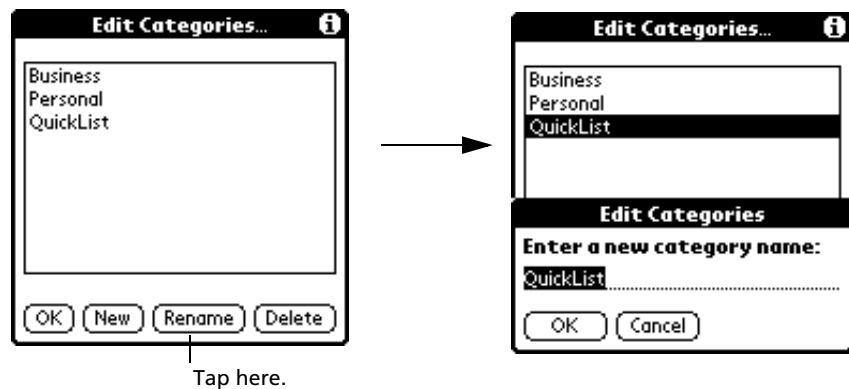 Edit Categories...
Business
Personal
QuickList
OK New Rename Delete
Tap here.
Edit Categories...
Business
Personal
QuickList
Edit Categories
Enter a new category name:
QuickList
OK Cancel